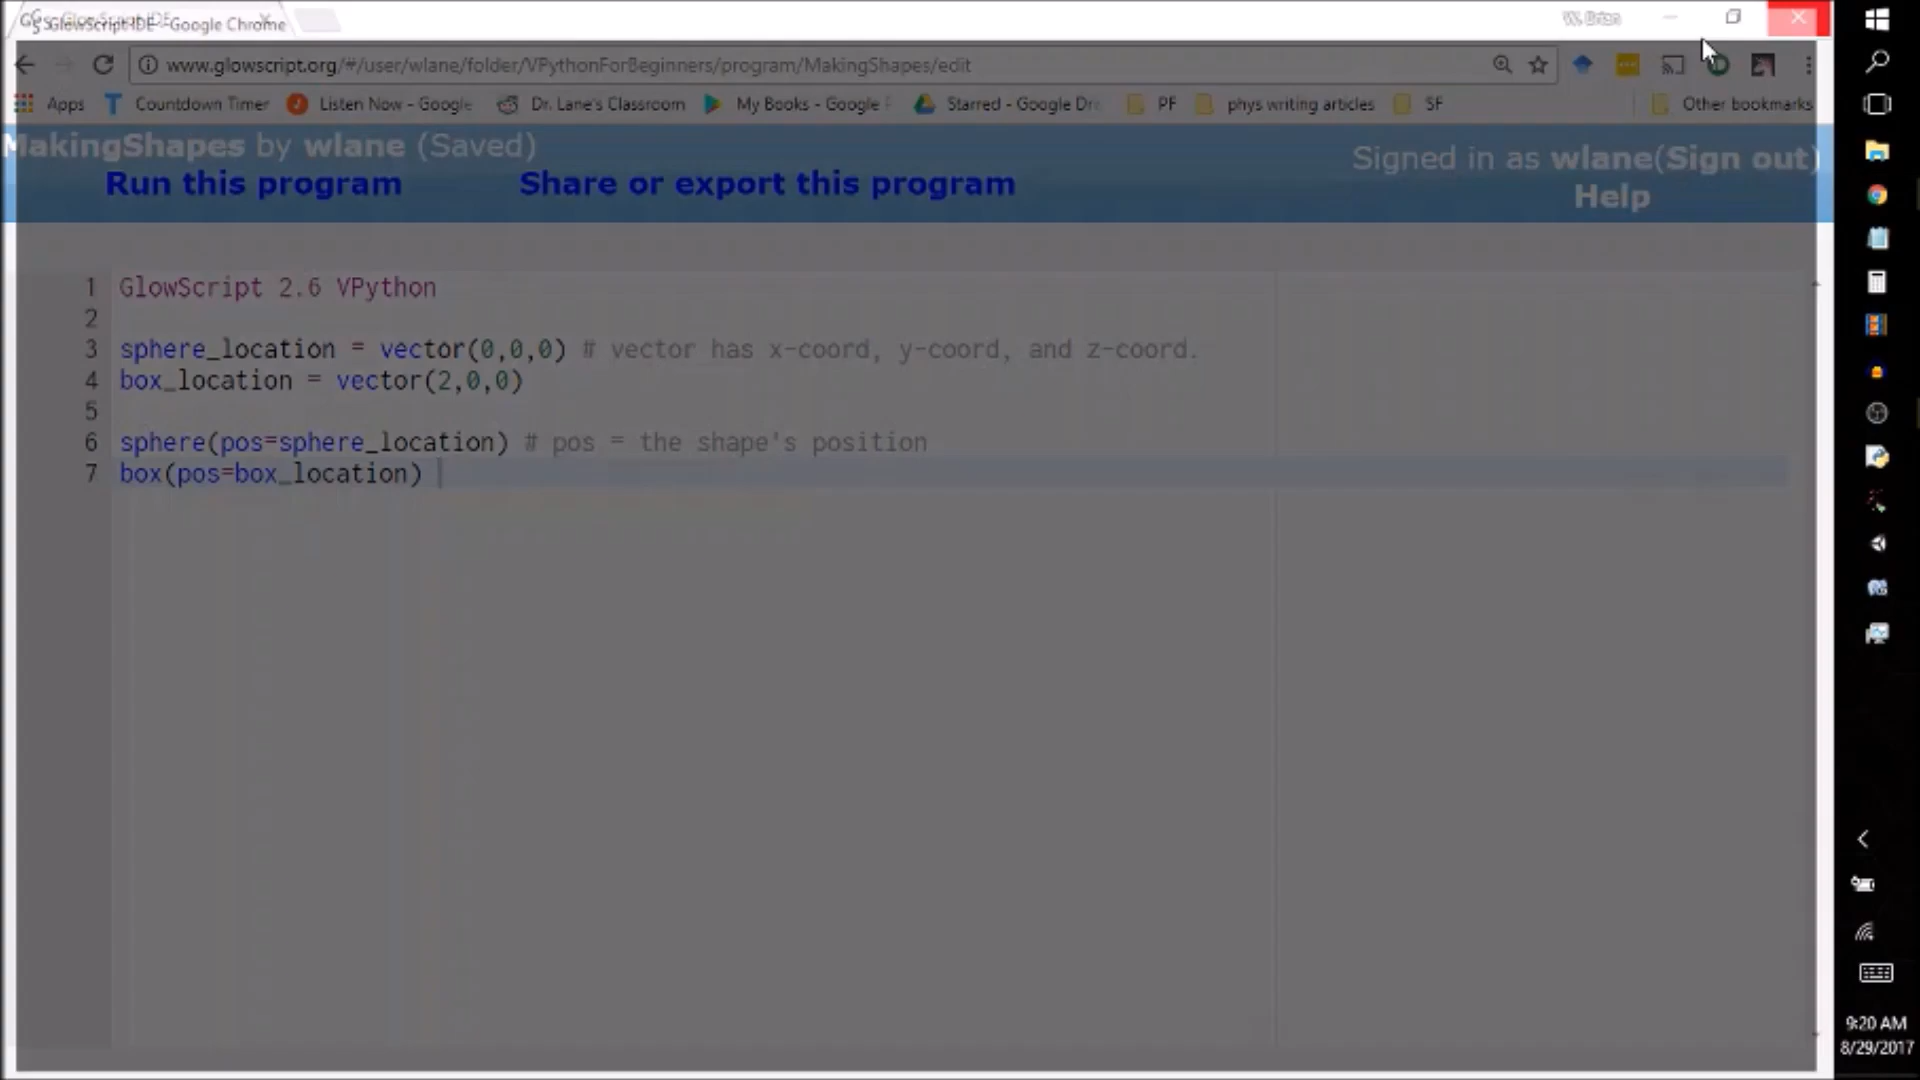 GlowScript IDE - Google Chrome
W. Brian
www.glowscript.org/#/user/wlane/folder/VPythonForBeginners/program/MakingShapes/edit
Apps Countdown Timer Listen Now - Google Dr. Lane's Classroom My Books - Google Starred - Google Dri PF phys writing articles SF Other bookmarks
MakingShapes by wlane (Saved)
Signed in as wlane(Sign out)
Run this program Share or export this program
Help
1 GlowScript 2.6 VPython
2
3 sphere_location = vector(0,0,0) # vector has x-coord, y-coord, and z-coord.
4 box_location = vector(2,0,0)
5
6 sphere(pos=sphere_location) # pos = the shape's position
7 box(pos=box_location)
9:20 AM
8/29/2017